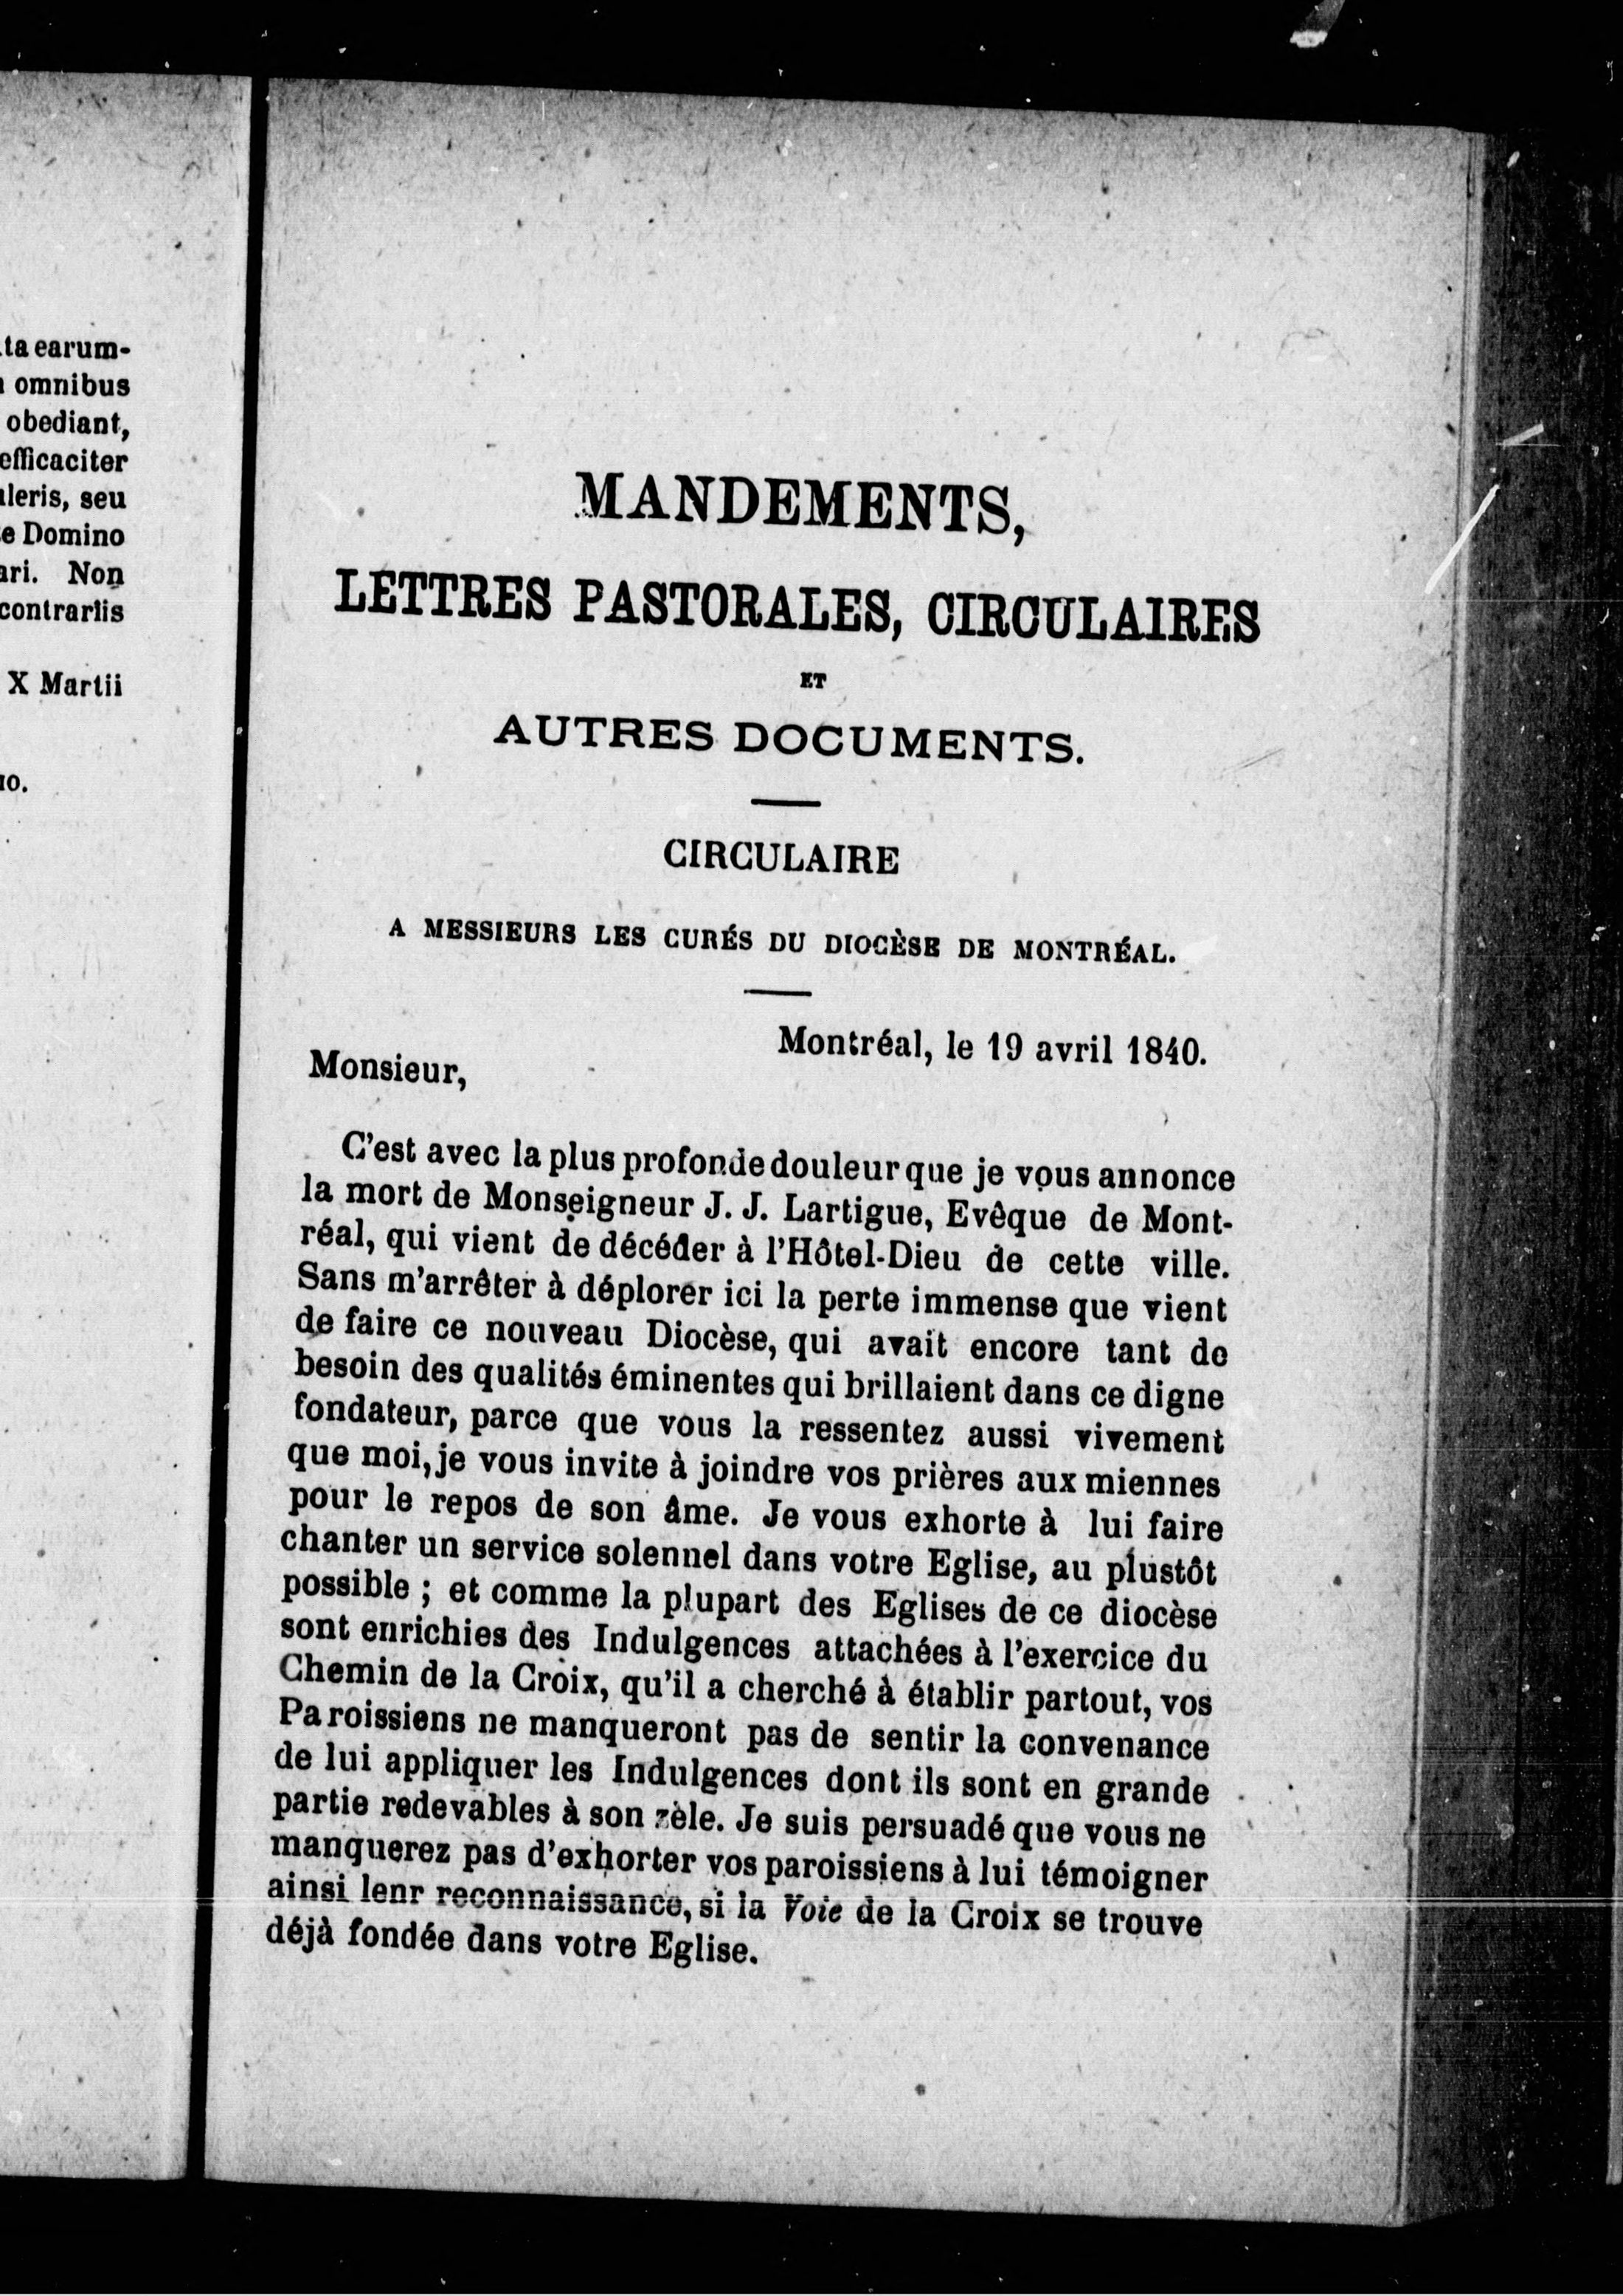 ta earum-
omnibus
obediant,
efficaciter
seu
Domino
Non
contrariis
X Martii
MANDEMENTS,
LETTRES PASTORALES, CIRCULAIRES
ET
AUTRES DOCUMENTS.
CIRCULAIRE
A MESSIEURS LES CURÉS DU DIOCÈSE DE MONTRÉAL.
Montréal, le 19 avril 1840.
Monsieur,
C'est avec la plus profonde douleur que je vous annonce
la mort de Monseigneur J. J. Lartigue, Evêque de Mont-
réal, qui vient de décéder à l'Hôtel-Dieu de cette ville.
Sans m'arrêter à déplorer ici la perte immense que vient
de faire ce nouveau Diocèse, qui avait encore tant de
besoin des qualités éminentes qui brillaient dans ce digne
fondateur, parce que vous la ressentez aussi vivement
que moi, je vous invite à joindre vos prières aux miennes
pour le repos de son âme. Je vous exhorte à lui faire
chanter un service solennel dans votre Eglise, au plustôt
possible ; et comme la plupart des Eglises de ce diocèse
sont enrichies des Indulgences attachées à l'exercice du
Chemin de la Croix, qu'il a cherché à établir partout, vos
Paroissiens ne manqueront pas de sentir la convenance
de lui appliquer les Indulgences dont ils sont en grande
partie redevables à son zèle. Je suis persuadé que vous ne
manquerez pas d'exhorter vos paroissiens à lui témoigner
ainsi lenr reconnaissance, si la Voie de la Croix se trouve
déjà fondée dans votre Eglise.